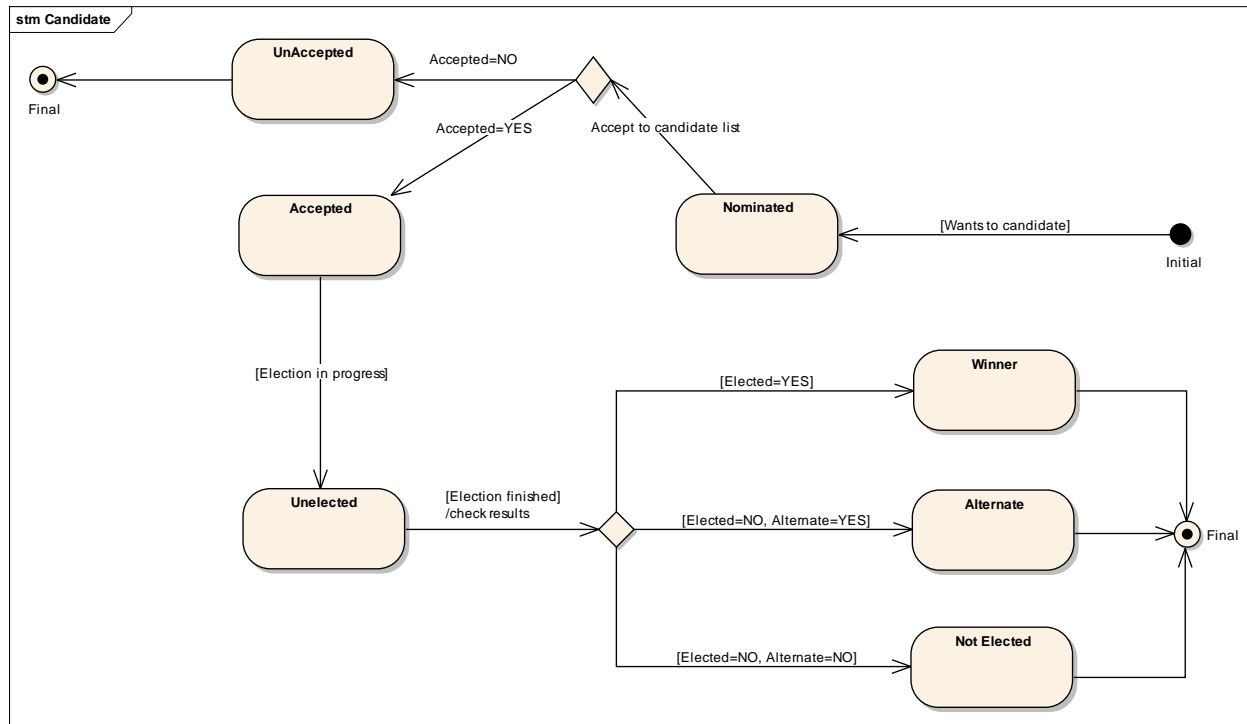 stm Candidate
UnAccepted
Accepted=NO
Final
Accepted=YES
Accept to candidate list
Accepted
Nominated
[Wants to candidate]
Initial
[Election in progress]
Winner
[Elected=YES]
Unelected
[Election finished]
/check results
[Elected=NO, Alternate=YES]
Alternate
Final
[Elected=NO, Alternate=NO]
Not Elected